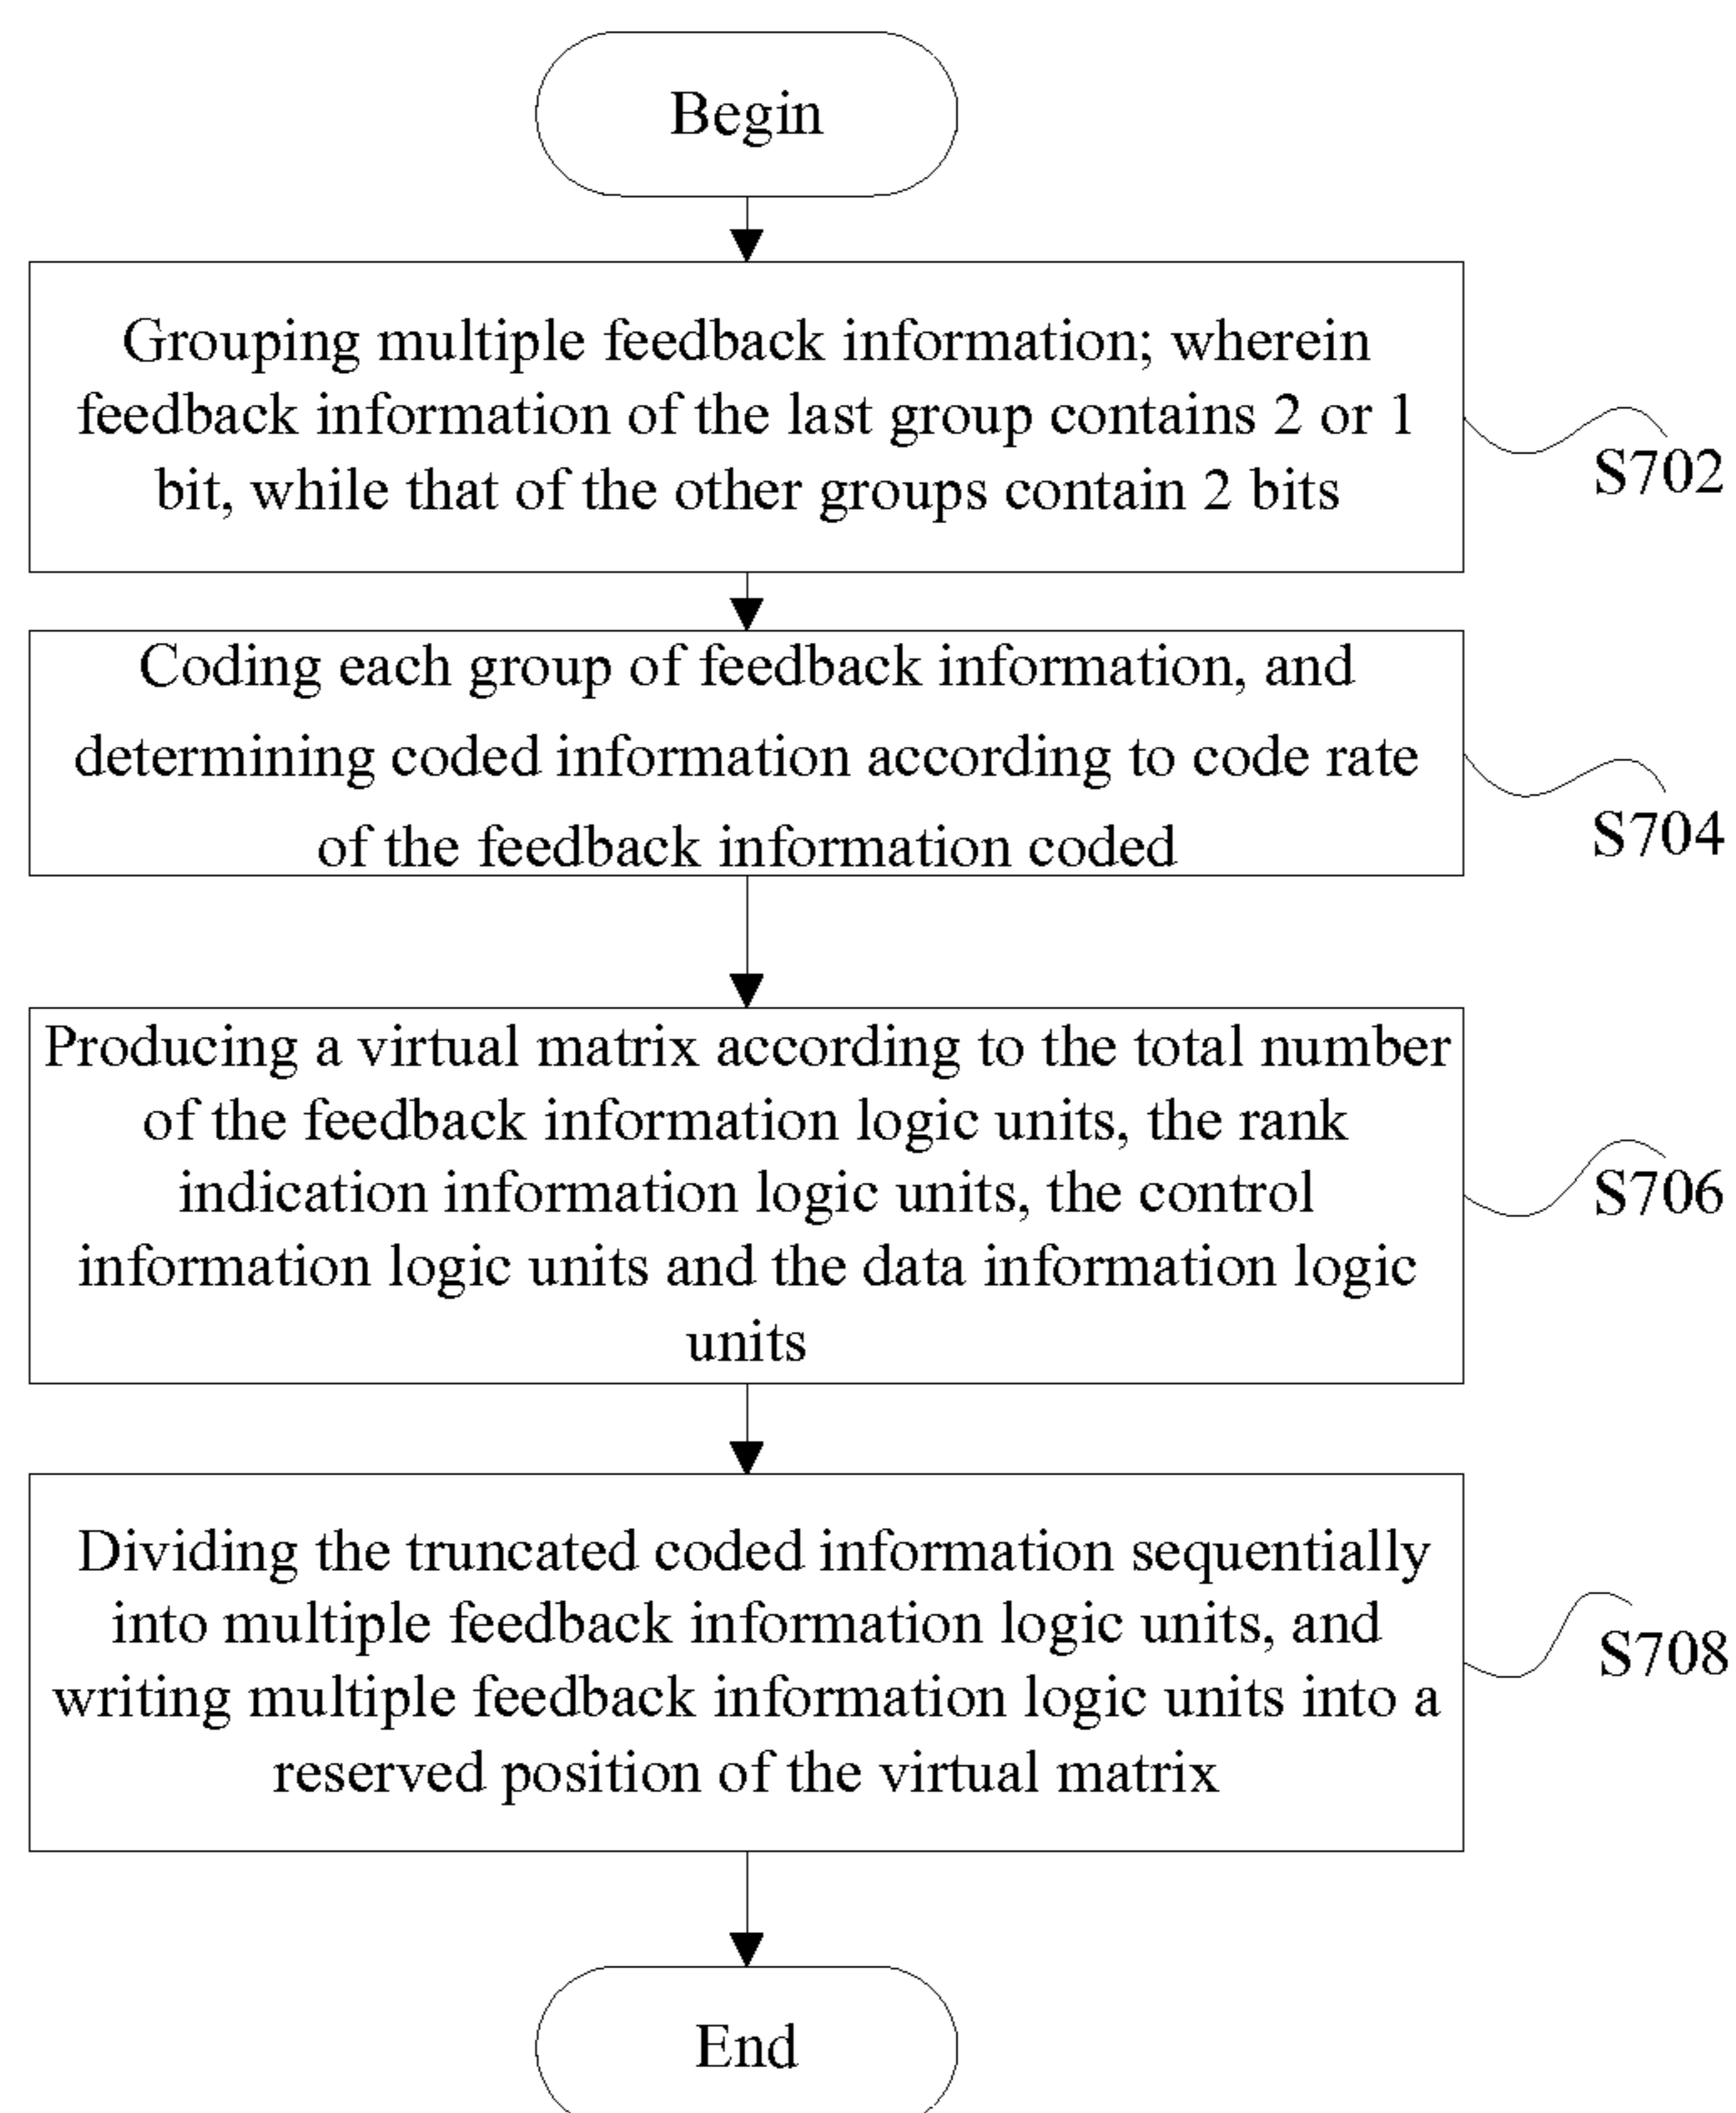 Begin
Grouping multiple feedback information; wherein
feedback information of the last group contains 2 or 1
bit, while that of the other groups contain 2 bits
S702
Coding each group of feedback information, and
determining coded information according to code rate
of the feedback information coded
S704
Producing a virtual matrix according to the total number
of the feedback information logic units, the rank
indication information logic units, the control
information logic units and the data information logic
units
S706
Dividing the truncated coded information sequentially
into multiple feedback information logic units, and
writing multiple feedback information logic units into a
reserved position of the virtual matrix
S708
End